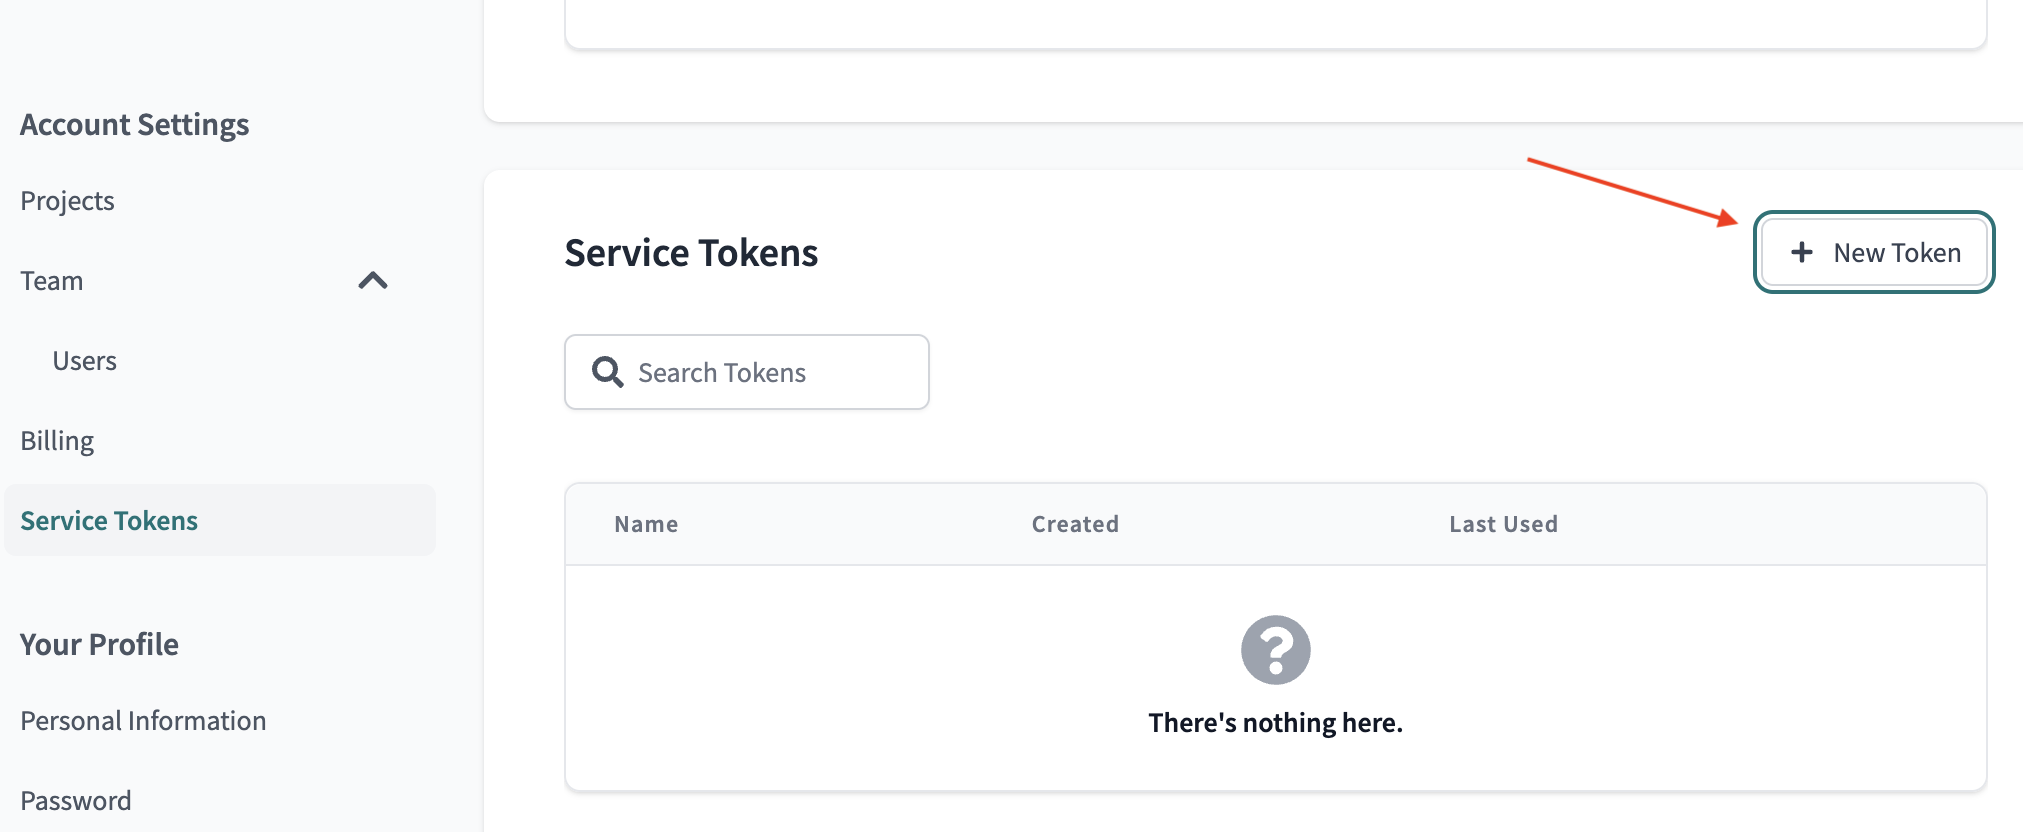 Account Settings
Projects
Team
Users
Billing
Service Tokens
Your Profile
Personal Information
Password
Service Tokens
+ New Token
Search Tokens
Name Created Last Used
There's nothing here.